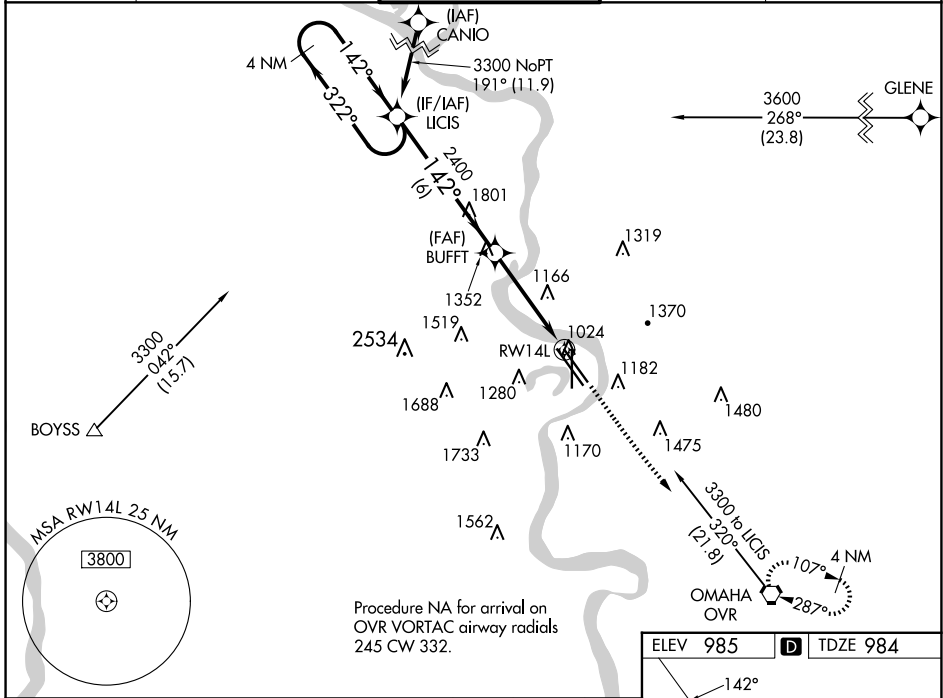 (IAF)
CANIO
4 NM
142°
322°
3300 NoPT
191° (11.9)
(IF/IAF)
LICIS
GLENE
3600
268°
(23.8)
2400
142°
(6)
1801
(FAF)
BUFFT
1319
1352
1166
1370
1519
1024
2534
RW14L
3300
042°
(15.7)
1182
1280
1688
1480
BOYSS
1733
1170
1475
MSA RW14L 25 NM
3800
1562
3300 to LICIS
320°
(21.8)
107°
4 NM
287°
OMAHA
OVR
Procedure NA for arrival on
OVR VORTAC airway radials
245 CW 332.
ELEV 985 D TDZE 984
142°